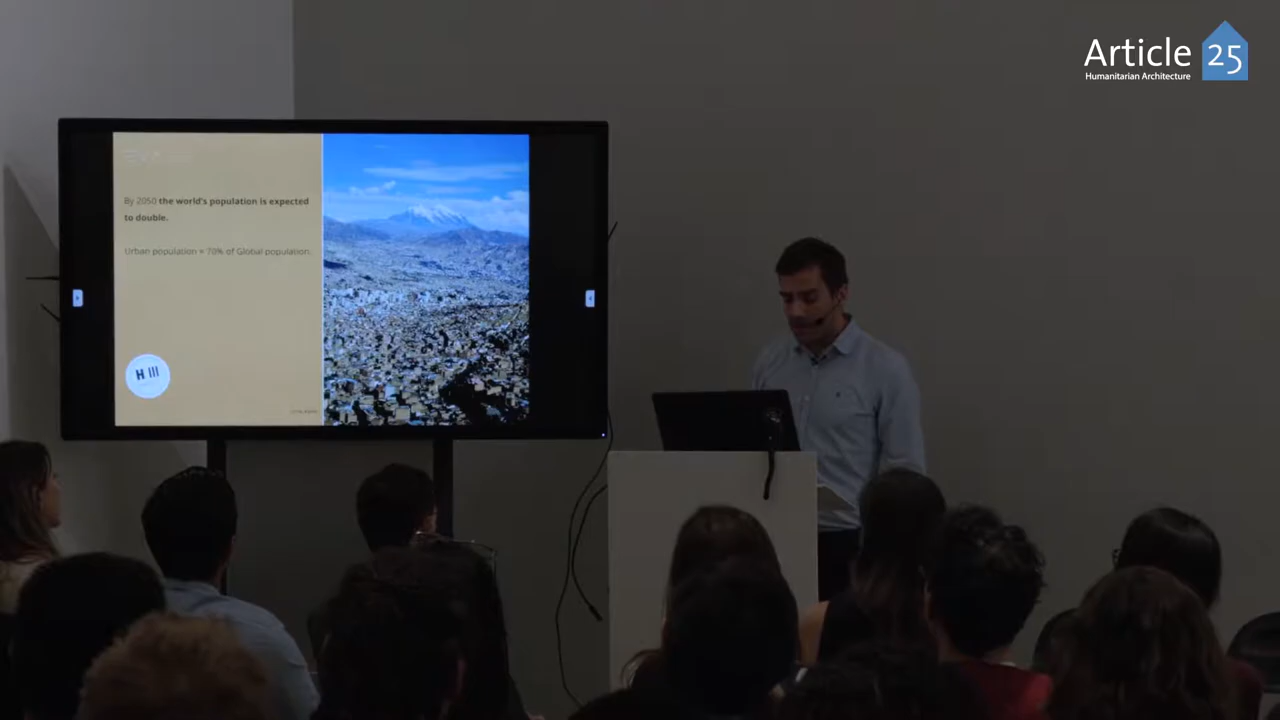 Article 25
Humanitarian Architecture
By 2050 the world's population is expected
to double.
Urban population = 70% of Global population.
H III